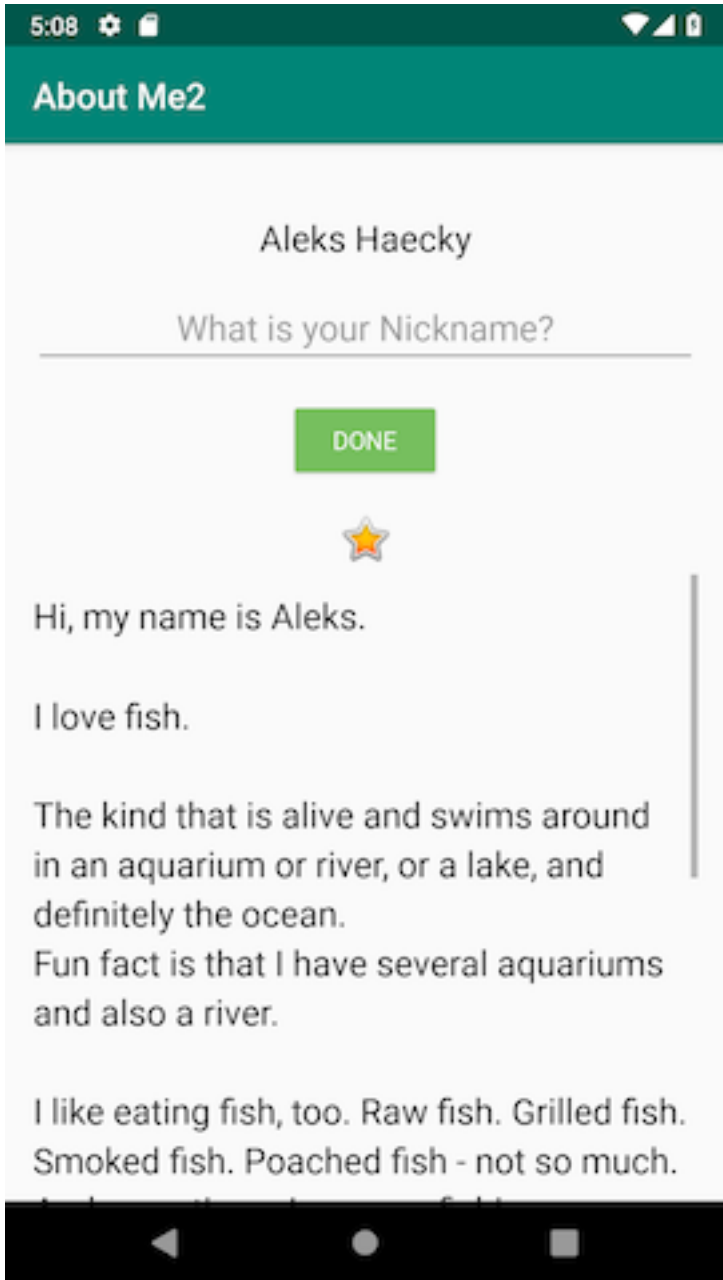 5:08
About Me2
Aleks Haecky
What is your Nickname?
DONE
Hi, my name is Aleks.
I love fish.
The kind that is alive and swims around
in an aquarium or river, or a lake, and
definitely the ocean.
Fun fact is that I have several aquariums
and also a river.
I like eating fish, too. Raw fish. Grilled fish.
Smoked fish. Poached fish - not so much.